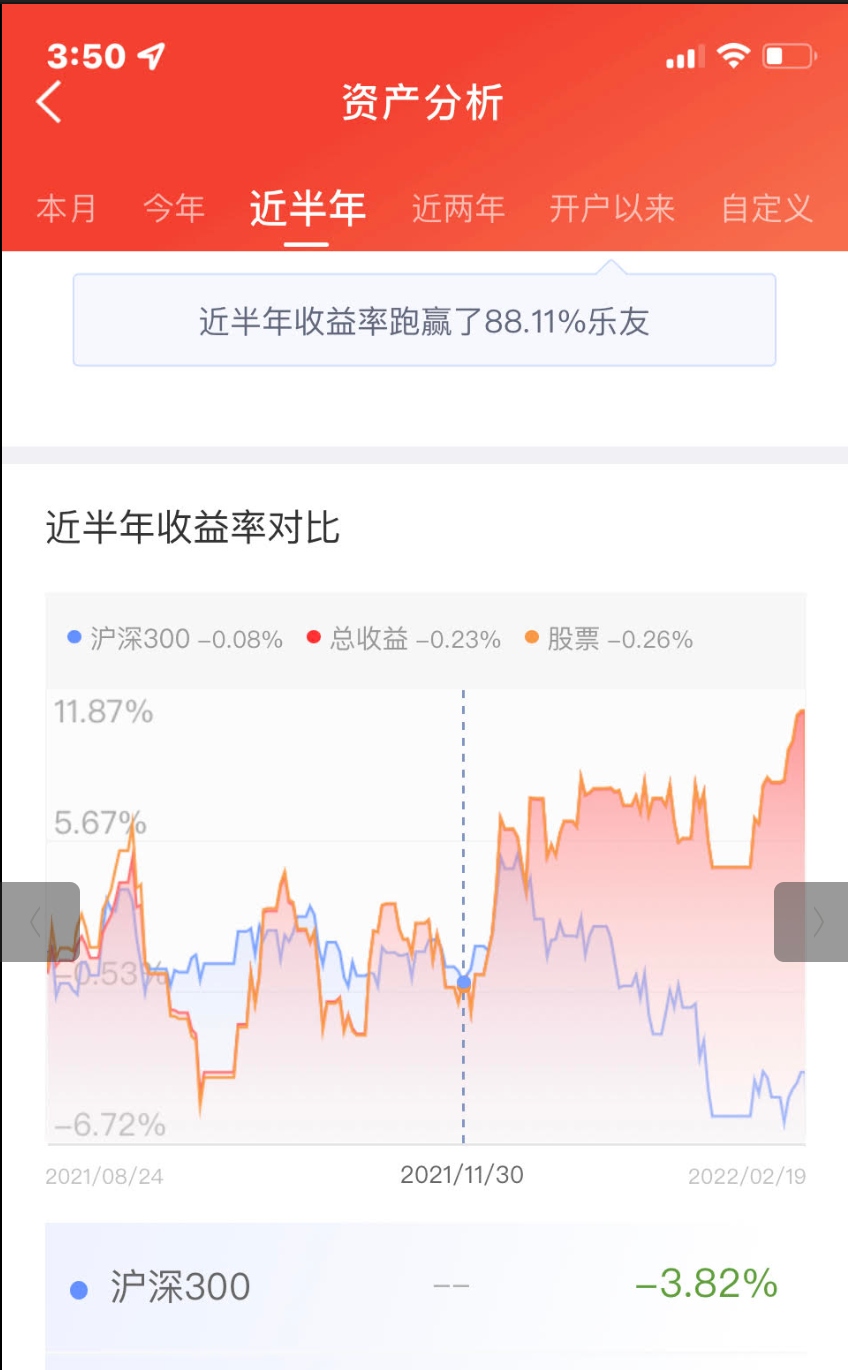 3:50
资产分析
本月 今年 近半年 近两年 开户以来 自定义
近半年收益率跑赢了88.11%乐友
近半年收益率对比
沪深300 −0.08% 总收益 −0.23% 股票 −0.26%
11.87%
5.67%
−0.53%
−6.72%
2021/08/24 2021/11/30 2022/02/19
沪深300 -- −3.82%